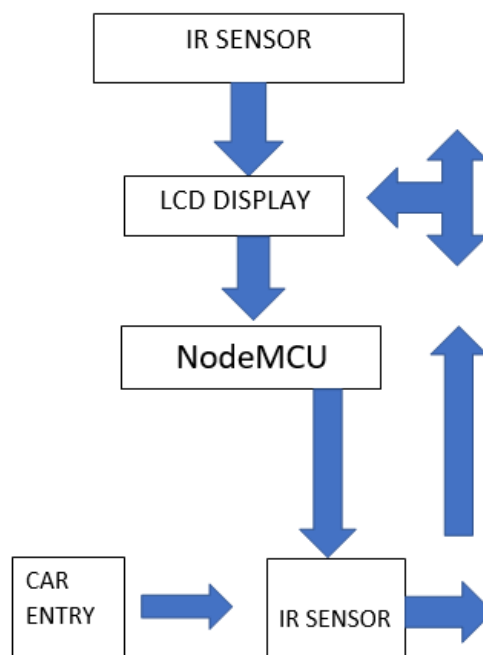 IR SENSOR
LCD DISPLAY
NodeMCU
CAR
ENTRY
IR SENSOR